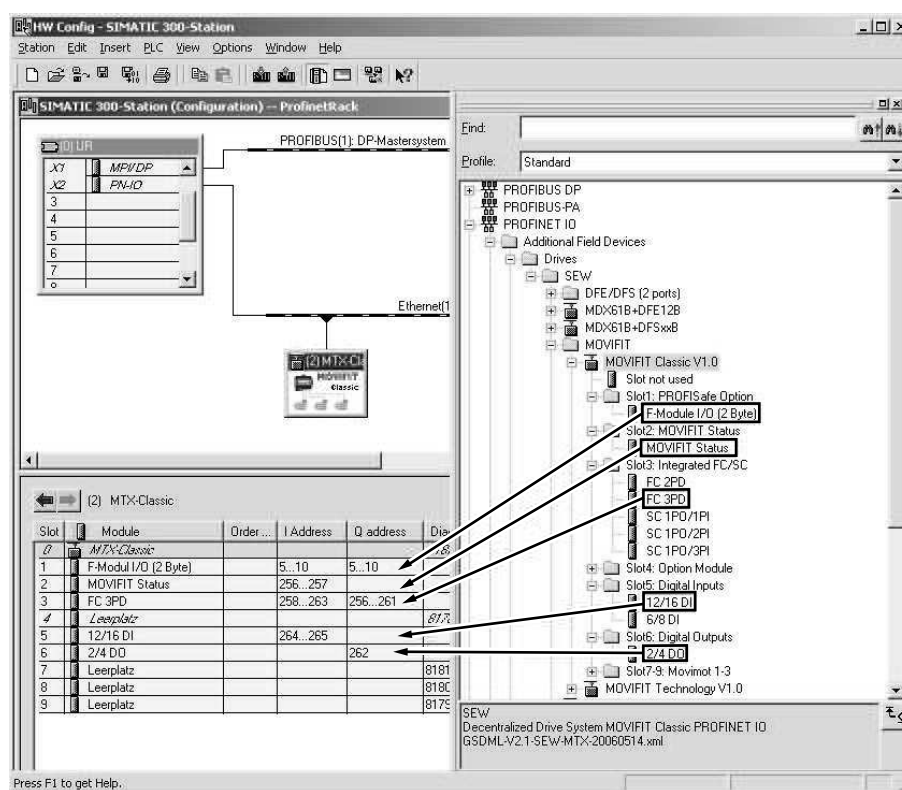 HW Config - SIMATIC 300-Station
Station Edit Insert PLC View Options Window Help
SIMATIC 300-Station (Configuration) -- ProfinetRack
(0) UR
X1 MPI/DP
X2 PN-IO
3
4
5
6
7
PROFIBUS(1): DP-Mastersystem
Ethernet(1
(2) MTX-Cla
MOVIFIT
Classic
(2) MTX-Classic
Slot Module Order ... I Address Q address Dia
0 MTX-Classic
1 F-Modul I/O (2 Byte) 5...10 5...10
2 MOVIFIT Status 256...257
3 FC 3PD 258...263 256...261
4 Leerplatz
5 12/16 DI 264...265
6 2/4 DO 262
7 Leerplatz 8181
8 Leerplatz 8180
9 Leerplatz 8179
Find:
Profile: Standard
PROFIBUS DP
PROFIBUS-PA
PROFINET IO
Additional Field Devices
Drives
SEW
DFE/DFS (2 ports)
MDX61B+DFE12B
MDX61B+DFSxxB
MOVIFIT
MOVIFIT Classic V1.0
Slot not used
Slot1: PROFISafe Option
F-Module I/O (2 Byte)
Slot2: MOVIFIT Status
MOVIFIT Status
Slot3: Integrated FC/SC
FC 2PD
FC 3PD
SC 1PO/1PI
SC 1PO/2PI
SC 1PO/3PI
Slot4: Option Module
Slot5: Digital Inputs
12/16 DI
6/8 DI
Slot6: Digital Outputs
2/4 DO
Slot7-9: Movimot 1-3
MOVIFIT Technology V1.0
SEW
Decentralized Drive System MOVIFIT Classic PROFINET IO
GSDML-V2.1-SEW-MTX-20060514.xml
Press F1 to get Help.